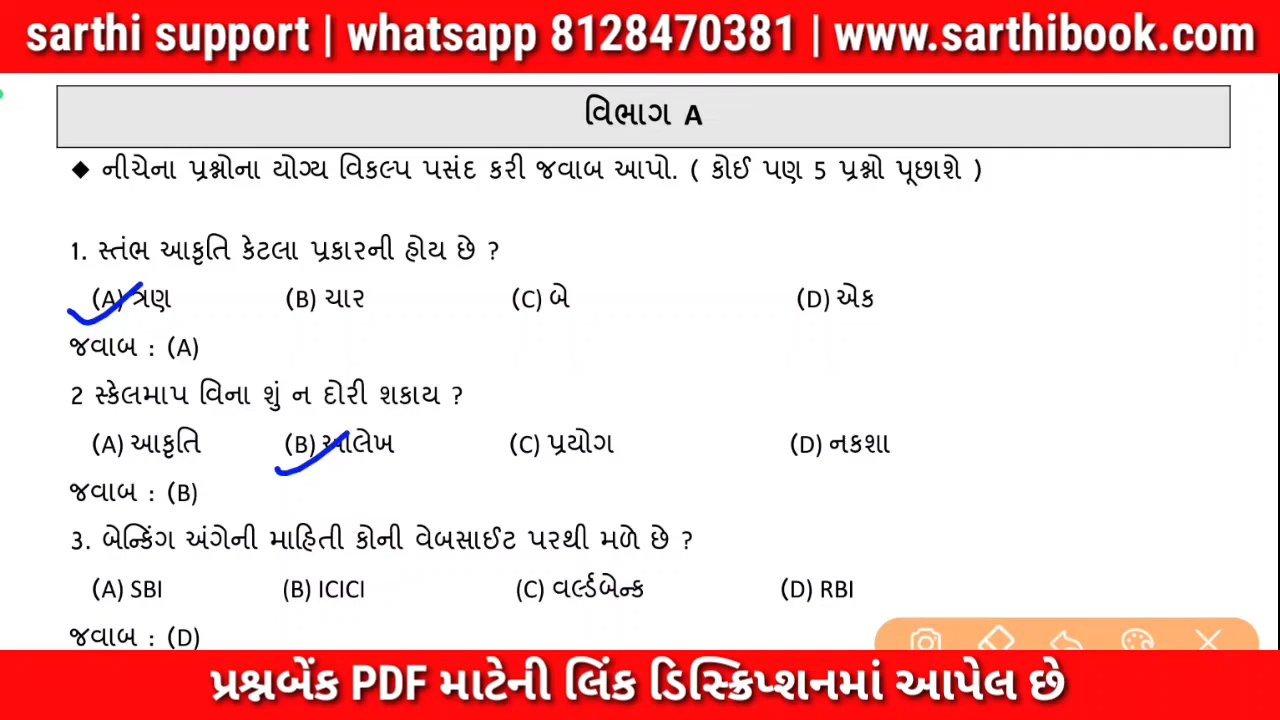 sarthi support | whatsapp 8128470381 | www.sarthibook.com
વિભાગ A
◆ નીચેના પ્રશ્નોના યોગ્ય વિકલ્પ પસંદ કરી જવાબ આપો. ( કોઈ પણ 5 પ્રશ્નો પૂછાશે )
1. સ્તંભ આકૃતિ કેટલા પ્રકારની હોય છે ?
(A) ત્રણ (B) ચાર (C) બે (D) એક
જવાબ : (A)
2 સ્કેલમાપ વિના શું ન દોરી શકાય ?
(A) આકૃતિ (B) આલેખ (C) પ્રયોગ (D) નકશા
જવાબ : (B)
3. બેન્કિંગ અંગેની માહિતી કોની વેબસાઈટ પરથી મળે છે ?
(A) SBI (B) ICICI (C) વર્લ્ડબેન્ક (D) RBI
જવાબ : (D)
પ્રશ્નબેંક PDF માટેની લિંક ડિસ્ક્રિપ્શનમાં આપેલ છે